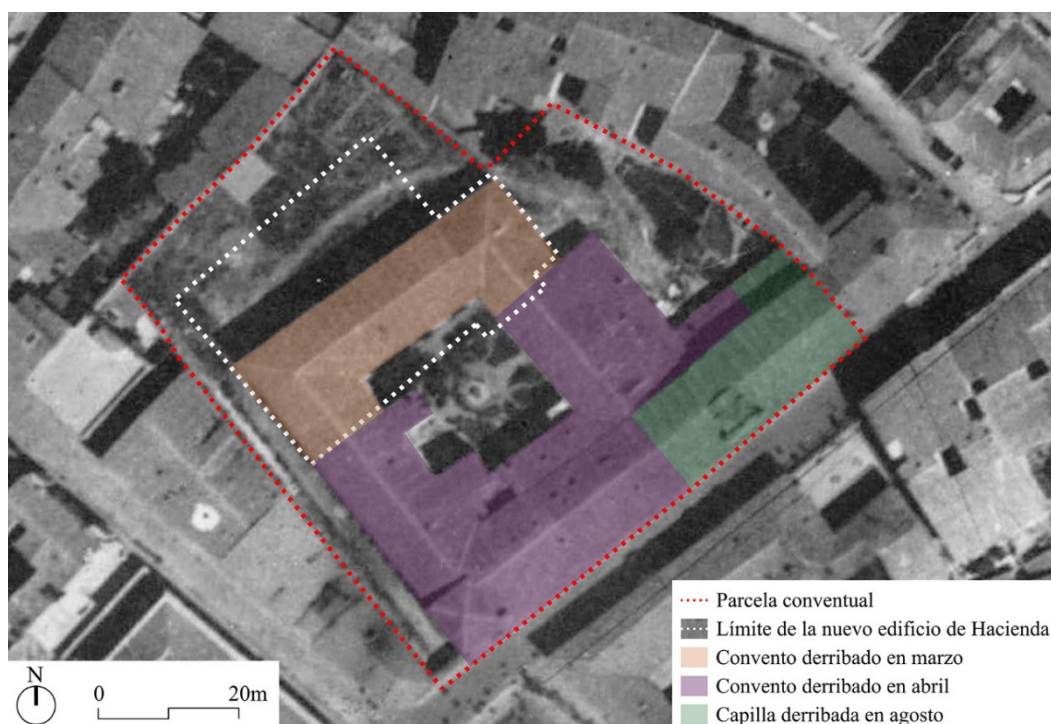 Parcela conventual
Límite de la nuevo edificio de Hacienda
Convento derribado en marzo
Convento derribado en abril
Capilla derribada en agosto
N
0 20m